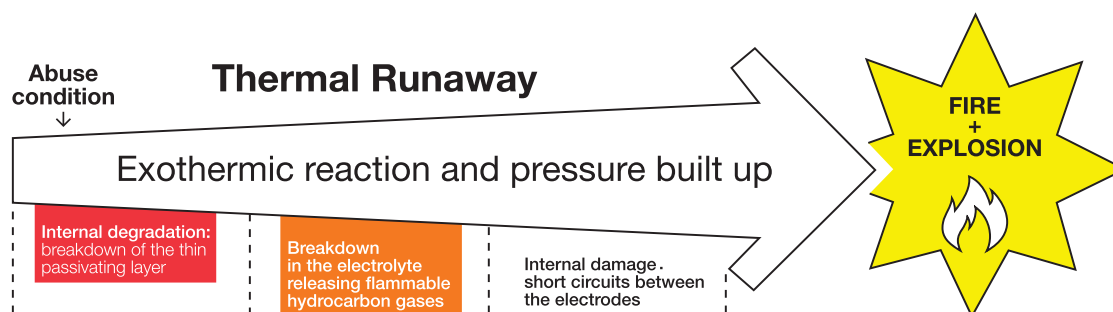 Abuse
condition
Thermal Runaway
Exothermic reaction and pressure built up
FIRE
+
EXPLOSION
Internal degradation:
breakdown of the thin
passivating layer
Breakdown
in the electrolyte
releasing flammable
hydrocarbon gases
Internal damage.
short circuits between
the electrodes